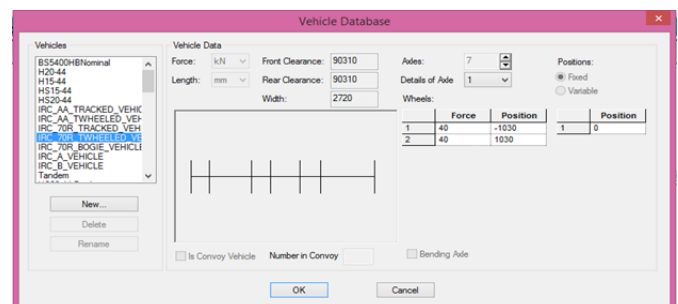 Vehicle Database
Vehicles
BS5400HBNominal
H20-44
H15-44
HS15-44
HS20-44
IRC_AA_TRACKED_VEHIC
IRC_AA_TWHEELED_VEH
IRC_70R_TRACKED_VEH
IRC_70R_TWHEELED_VE
IRC_70R_BOGIE_VEHICLE
IRC_A_VEHICLE
IRC_B_VEHICLE
Tandem
New...
Delete
Rename
Vehicle Data
Force: kN Front Clearance: 90310
Length: mm Rear Clearance: 90310
Width: 2720
Axles: 7
Details of Axle 1
Wheels:
Force Position
1 40 -1030
2 40 1030
Positions:
Fixed
Variable
Position
1 0
Is Convoy Vehicle Number in Convoy
Bending Axle
OK Cancel